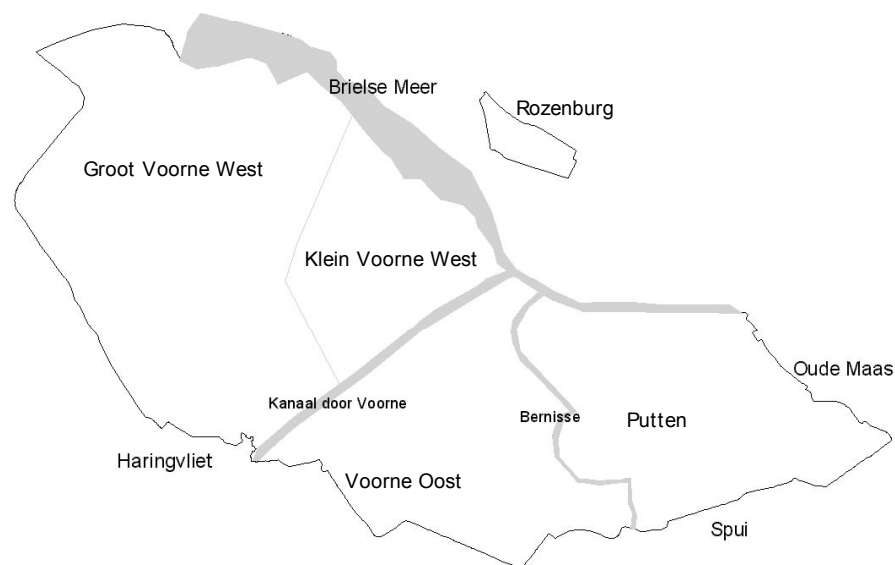 Brielse Meer
Rozenburg
Groot Voorne West
Klein Voorne West
Oude Maas
Kanaal door Voorne
Bernisse
Putten
Haringvliet
Voorne Oost
Spui